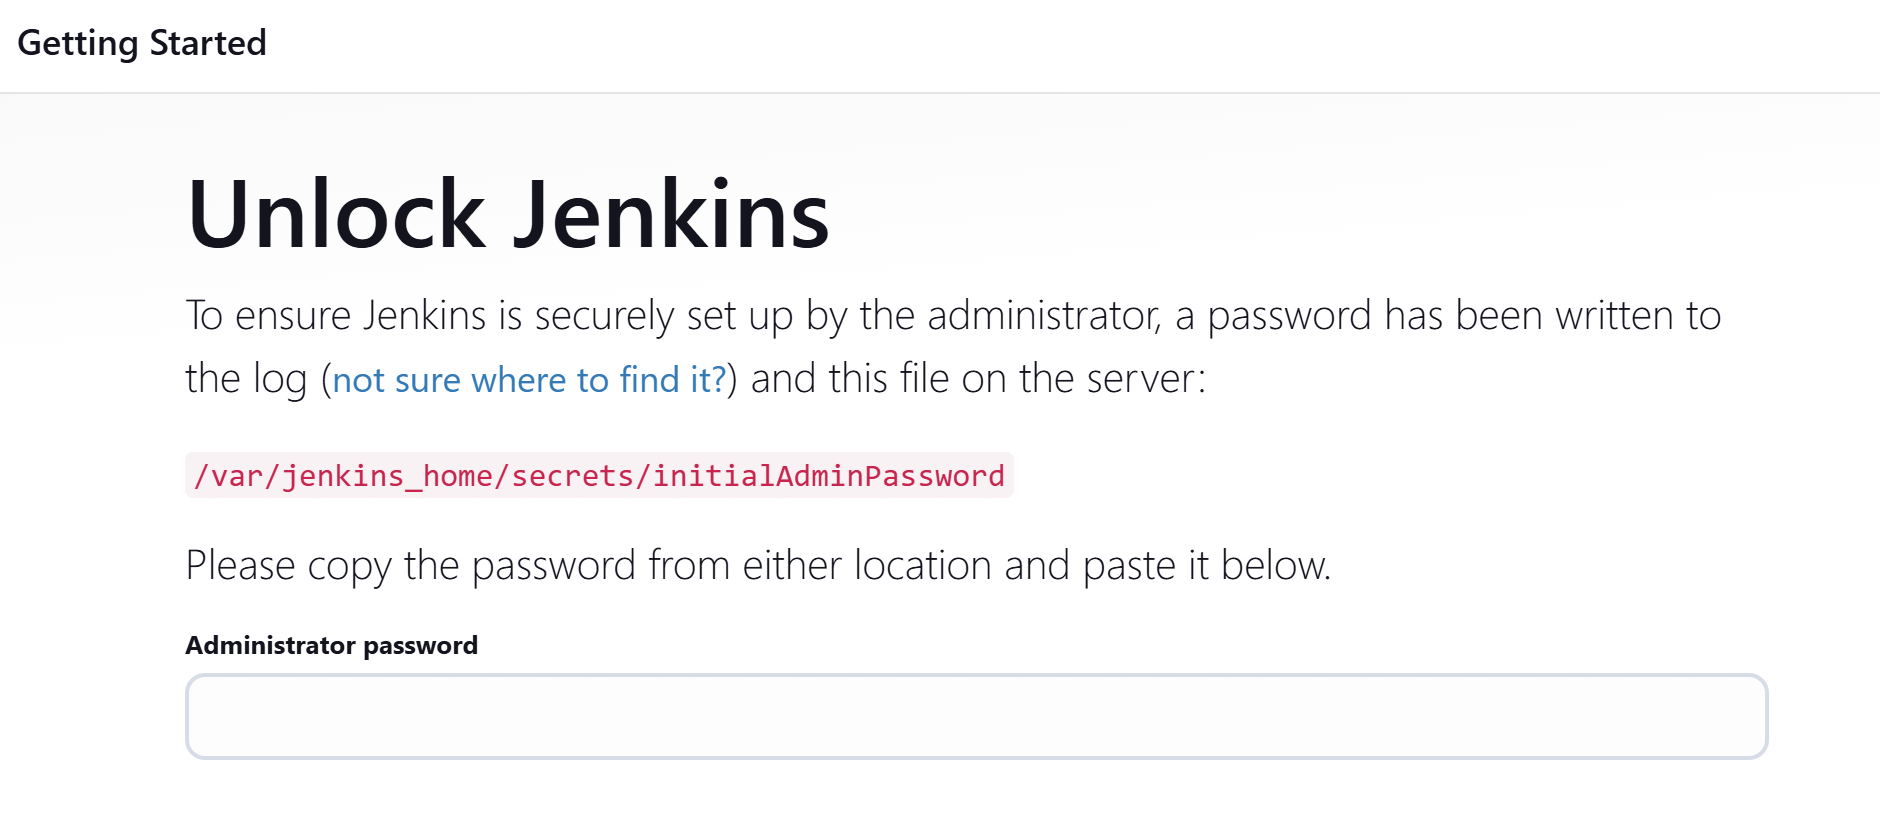 Getting Started
Unlock Jenkins
To ensure Jenkins is securely set up by the administrator, a password has been written to
the log (not sure where to find it?) and this file on the server:
/var/jenkins_home/secrets/initialAdminPassword
Please copy the password from either location and paste it below.
Administrator password